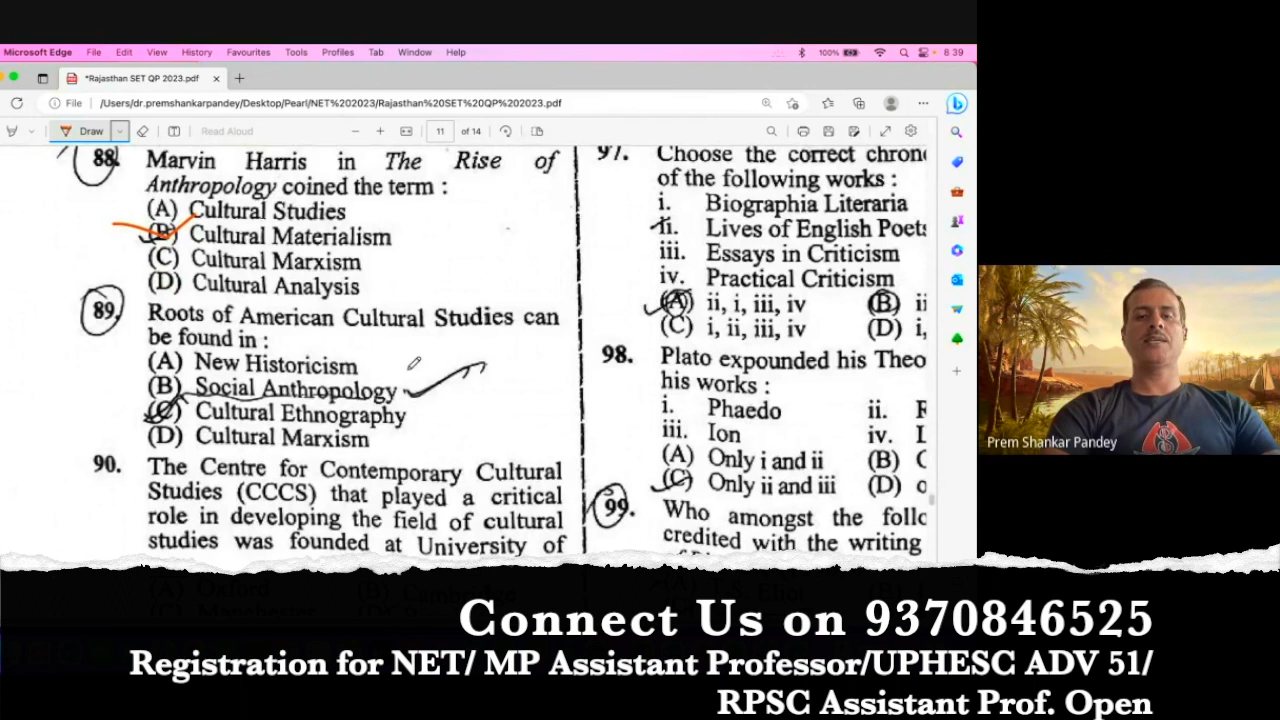 Microsoft Edge File Edit View History Favourites Tools Profiles Tab Window Help 100% 8 39
*Rajasthan SET QP 2023.pdf
File /Users/dr.premshankarpandey/Desktop/Pearl/NET%202023/Rajasthan%20SET%20QP%202023.pdf
Draw Read Aloud 11 of 14
88. Marvin Harris in The Rise of
Anthropology coined the term :
(A) Cultural Studies
(B) Cultural Materialism
(C) Cultural Marxism
(D) Cultural Analysis
89. Roots of American Cultural Studies can
be found in :
(A) New Historicism
(B) Social Anthropology
(C) Cultural Ethnography
(D) Cultural Marxism
90. The Centre for Contemporary Cultural
Studies (CCCS) that played a critical
role in developing the field of cultural
studies was founded at University of
(A) Oxford (B)
(C) Manchester (D)
97. Choose the correct chron
of the following works :
i. Biographia Literaria
ii. Lives of English Poets
iii. Essays in Criticism
iv. Practical Criticism
(A) ii, i, iii, iv (B) ii
(C) i, ii, iii, iv (D) i,
98. Plato expounded his Theo
his works :
i. Phaedo ii.
iii. Ion iv.
(A) Only i and ii (B)
(C) Only ii and iii (D) o
99. Who amongst the follo
credited with the writing
Prem Shankar Pandey
Connect Us on 9370846525
Registration for NET/ MP Assistant Professor/UPHESC ADV 51/
RPSC Assistant Prof. Open